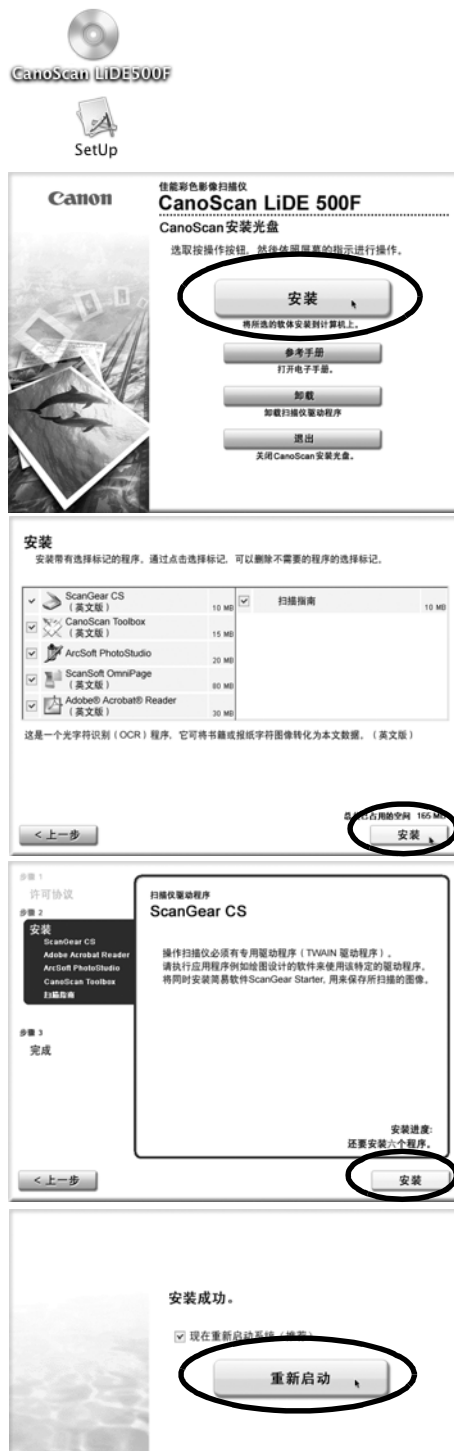 CanoScan LiDE500F
SetUp
Canon
佳能彩色影像扫描仪
CanoScan LiDE 500F
CanoScan安装光盘
选取按操作按钮，然後依照屏幕的指示进行操作。
安装
将所选的软体安装到计算机上。
参考手册
打开电子手册。
卸载
卸载扫描仪驱动程序
退出
关闭CanoScan安装光盘。
安装
安装带有选择标记的程序。通过点击选择标记，可以删除不需要的程序的选择标记。
ScanGear CS
（英文版） 10 MB
扫描指南 10 MB
CanoScan Toolbox
（英文版） 15 MB
ArcSoft PhotoStudio 20 MB
ScanSoft OmniPage
（英文版） 80 MB
Adobe® Acrobat® Reader
（英文版） 30 MB
这是一个光字符识别（OCR）程序，它可将书籍或报纸字符图像转化为本文数据。（英文版）
已占用的空间 165 MB
<上一步
安装
步骤 1
许可协议
步骤 2
安装
ScanGear CS
Adobe Acrobat Reader
ArcSoft PhotoStudio
CanoScan Toolbox
扫描指南
步骤 3
完成
扫描仪驱动程序
ScanGear CS
操作扫描仪必须有专用驱动程序（TWAIN 驱动程序）。
请执行应用程序例如绘图设计的软件来使用该特定的驱动程序。
将同时安装简易软件ScanGear Starter, 用来保存所扫描的图像。
安装进度:
还要安装六个程序。
<上一步
安装
安装成功。
现在重新启动系统（推荐）
重新启动